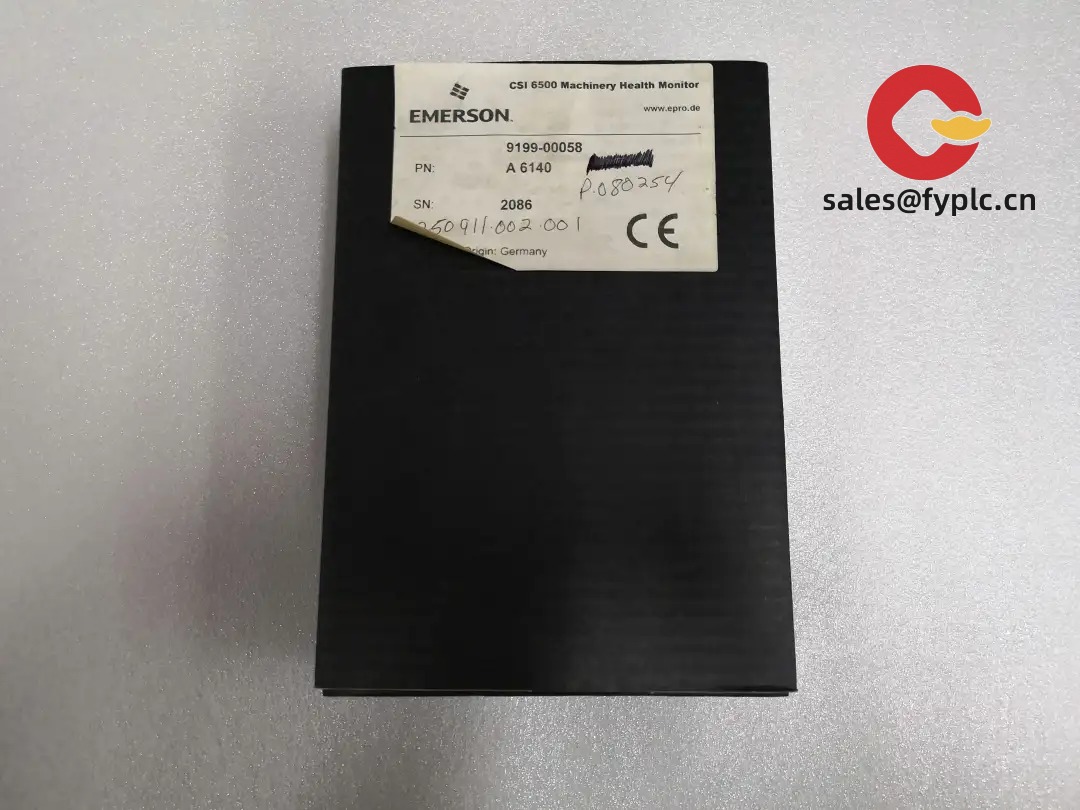 CSI 6500 Machinery Health Monitor
EMERSON.
www.epro.de
9199-00058
PN: A 6140
P.080254
SN: 2086
250911.002.001
Origin: Germany
CE
sales@fyplc.cn